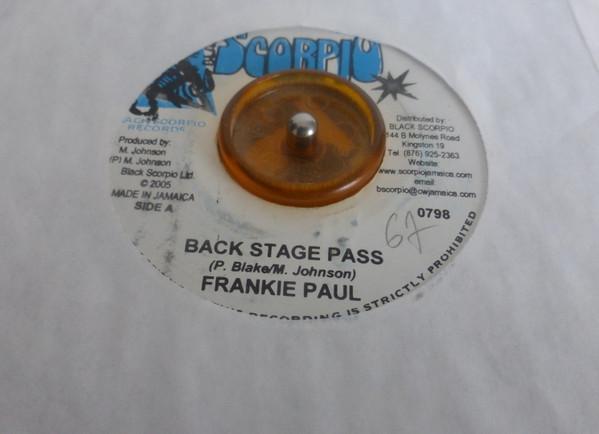 SCORPIO
SCORPIO
RECORDS
Produced by:
M. Johnson
(P) M. Johnson
Black Scorpio Ltd.
© 2005
MADE IN JAMAICA
SIDE A
Distributed by:
BLACK SCORPIO
144 B Molynes Road
Kingston 19
Tel: (876) 925-2363
Website:
www.scorpiojamaica.com
email:
bscorpio@cwjamaica.com
0798
67
BACK STAGE PASS
(P. Blake/M. Johnson)
FRANKIE PAUL
RECORDING IS STRICTLY PROHIBITED